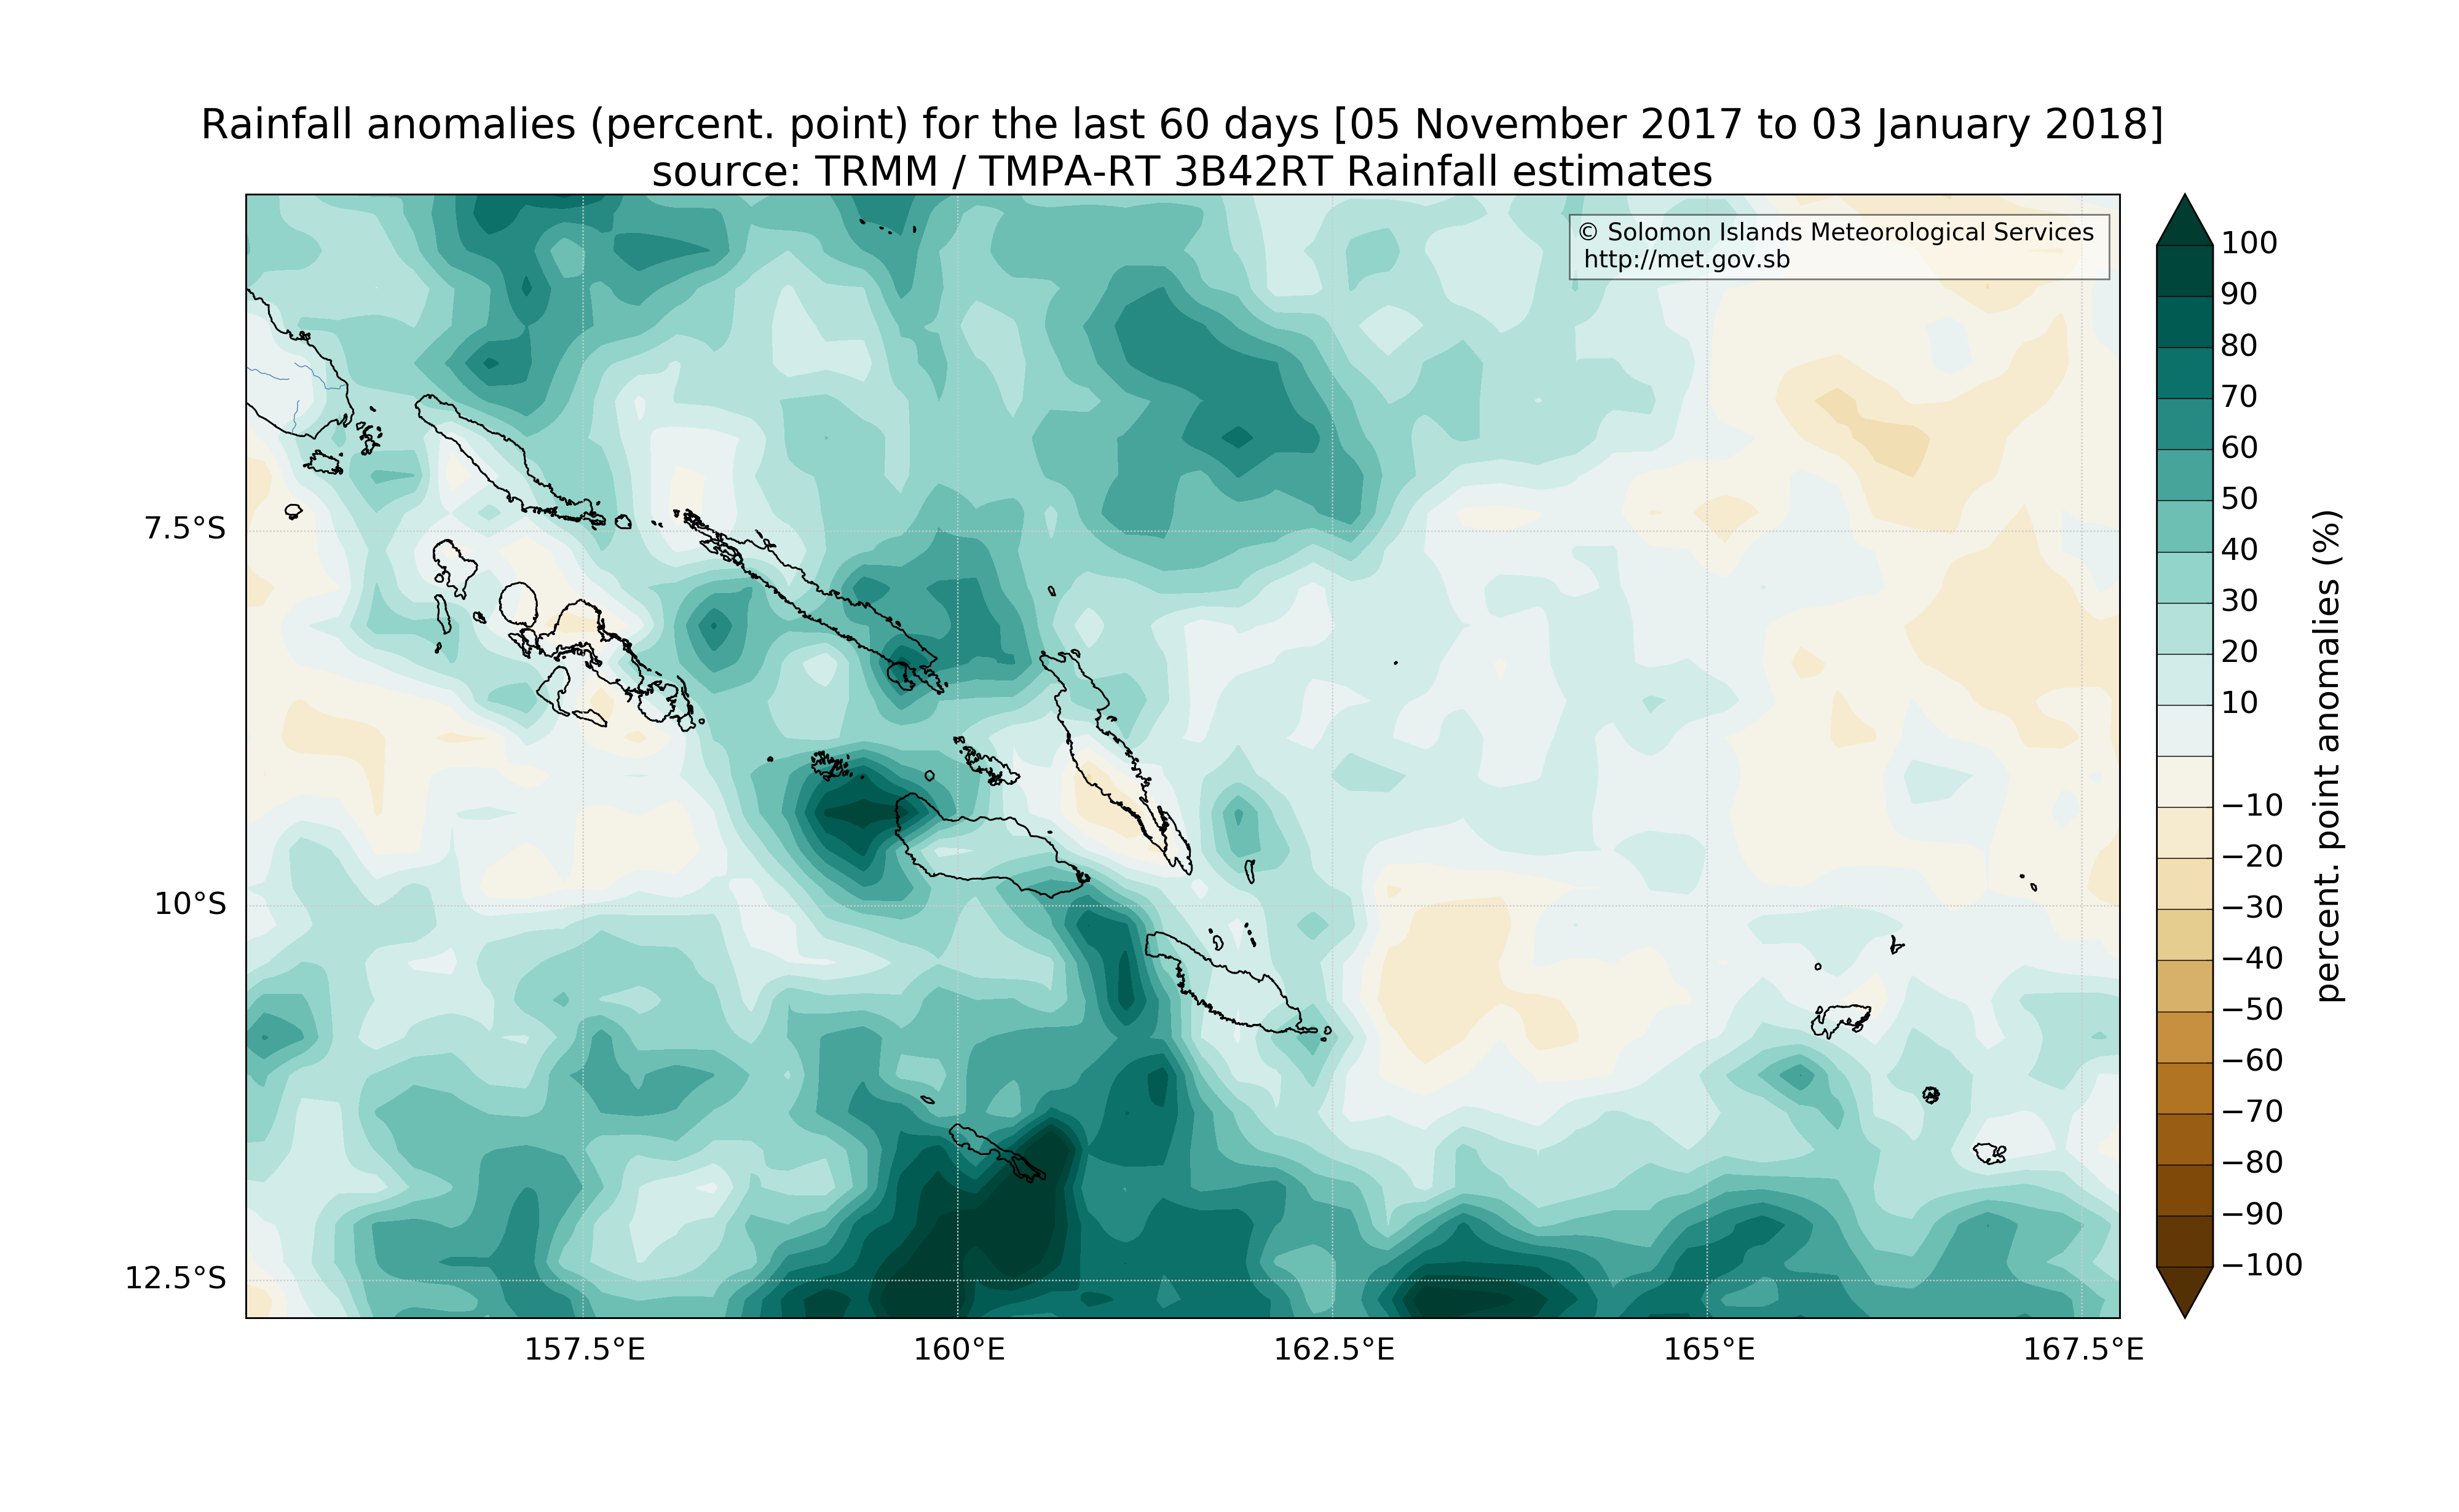 Rainfall anomalies (percent. point) for the last 60 days [05 November 2017 to 03 January 2018]
source: TRMM / TMPA-RT 3B42RT Rainfall estimates
© Solomon Islands Meteorological Services
http://met.gov.sb
7.5°S
10°S
12.5°S
157.5°E
160°E
162.5°E
165°E
167.5°E
100
90
80
70
60
50
40
30
20
10
−10
−20
−30
−40
−50
−60
−70
−80
−90
−100
percent. point anomalies (%)